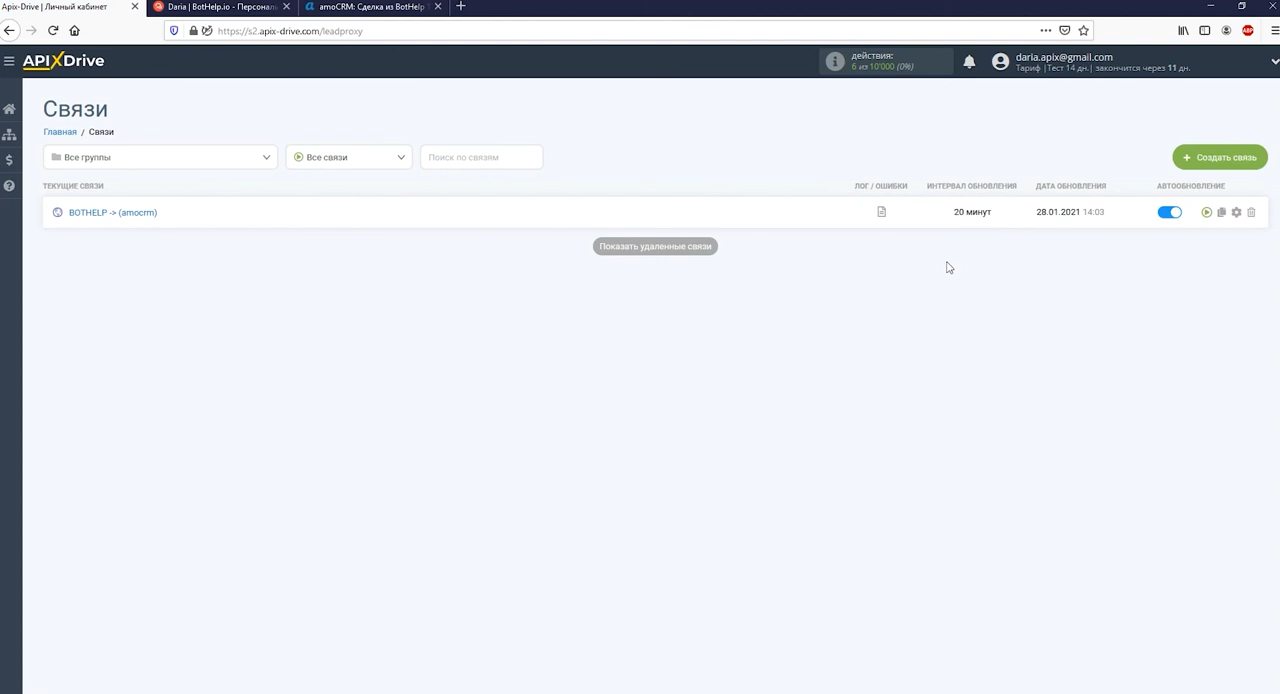 Apix-Drive | Личный кабинет
Daria | BotHelp.io - Персональ
amoCRM: Сделка из BotHelp
https://s2.apix-drive.com/leadproxy
ABP
APIXDrive
действия:
6 из 10'000 (0%)
daria.apix@gmail.com
Тариф |Тест 14 дн.| закончится через 11 дн.
Связи
Главная / Связи
Все группы
Все связи
Поиск по связям
+ Создать связь
ТЕКУЩИЕ СВЯЗИ
ЛОГ / ОШИБКИ
ИНТЕРВАЛ ОБНОВЛЕНИЯ
ДАТА ОБНОВЛЕНИЯ
АВТООБНОВЛЕНИЕ
BOTHELP -> (amocrm)
20 минут
28.01.2021 14:03
Показать удаленные связи